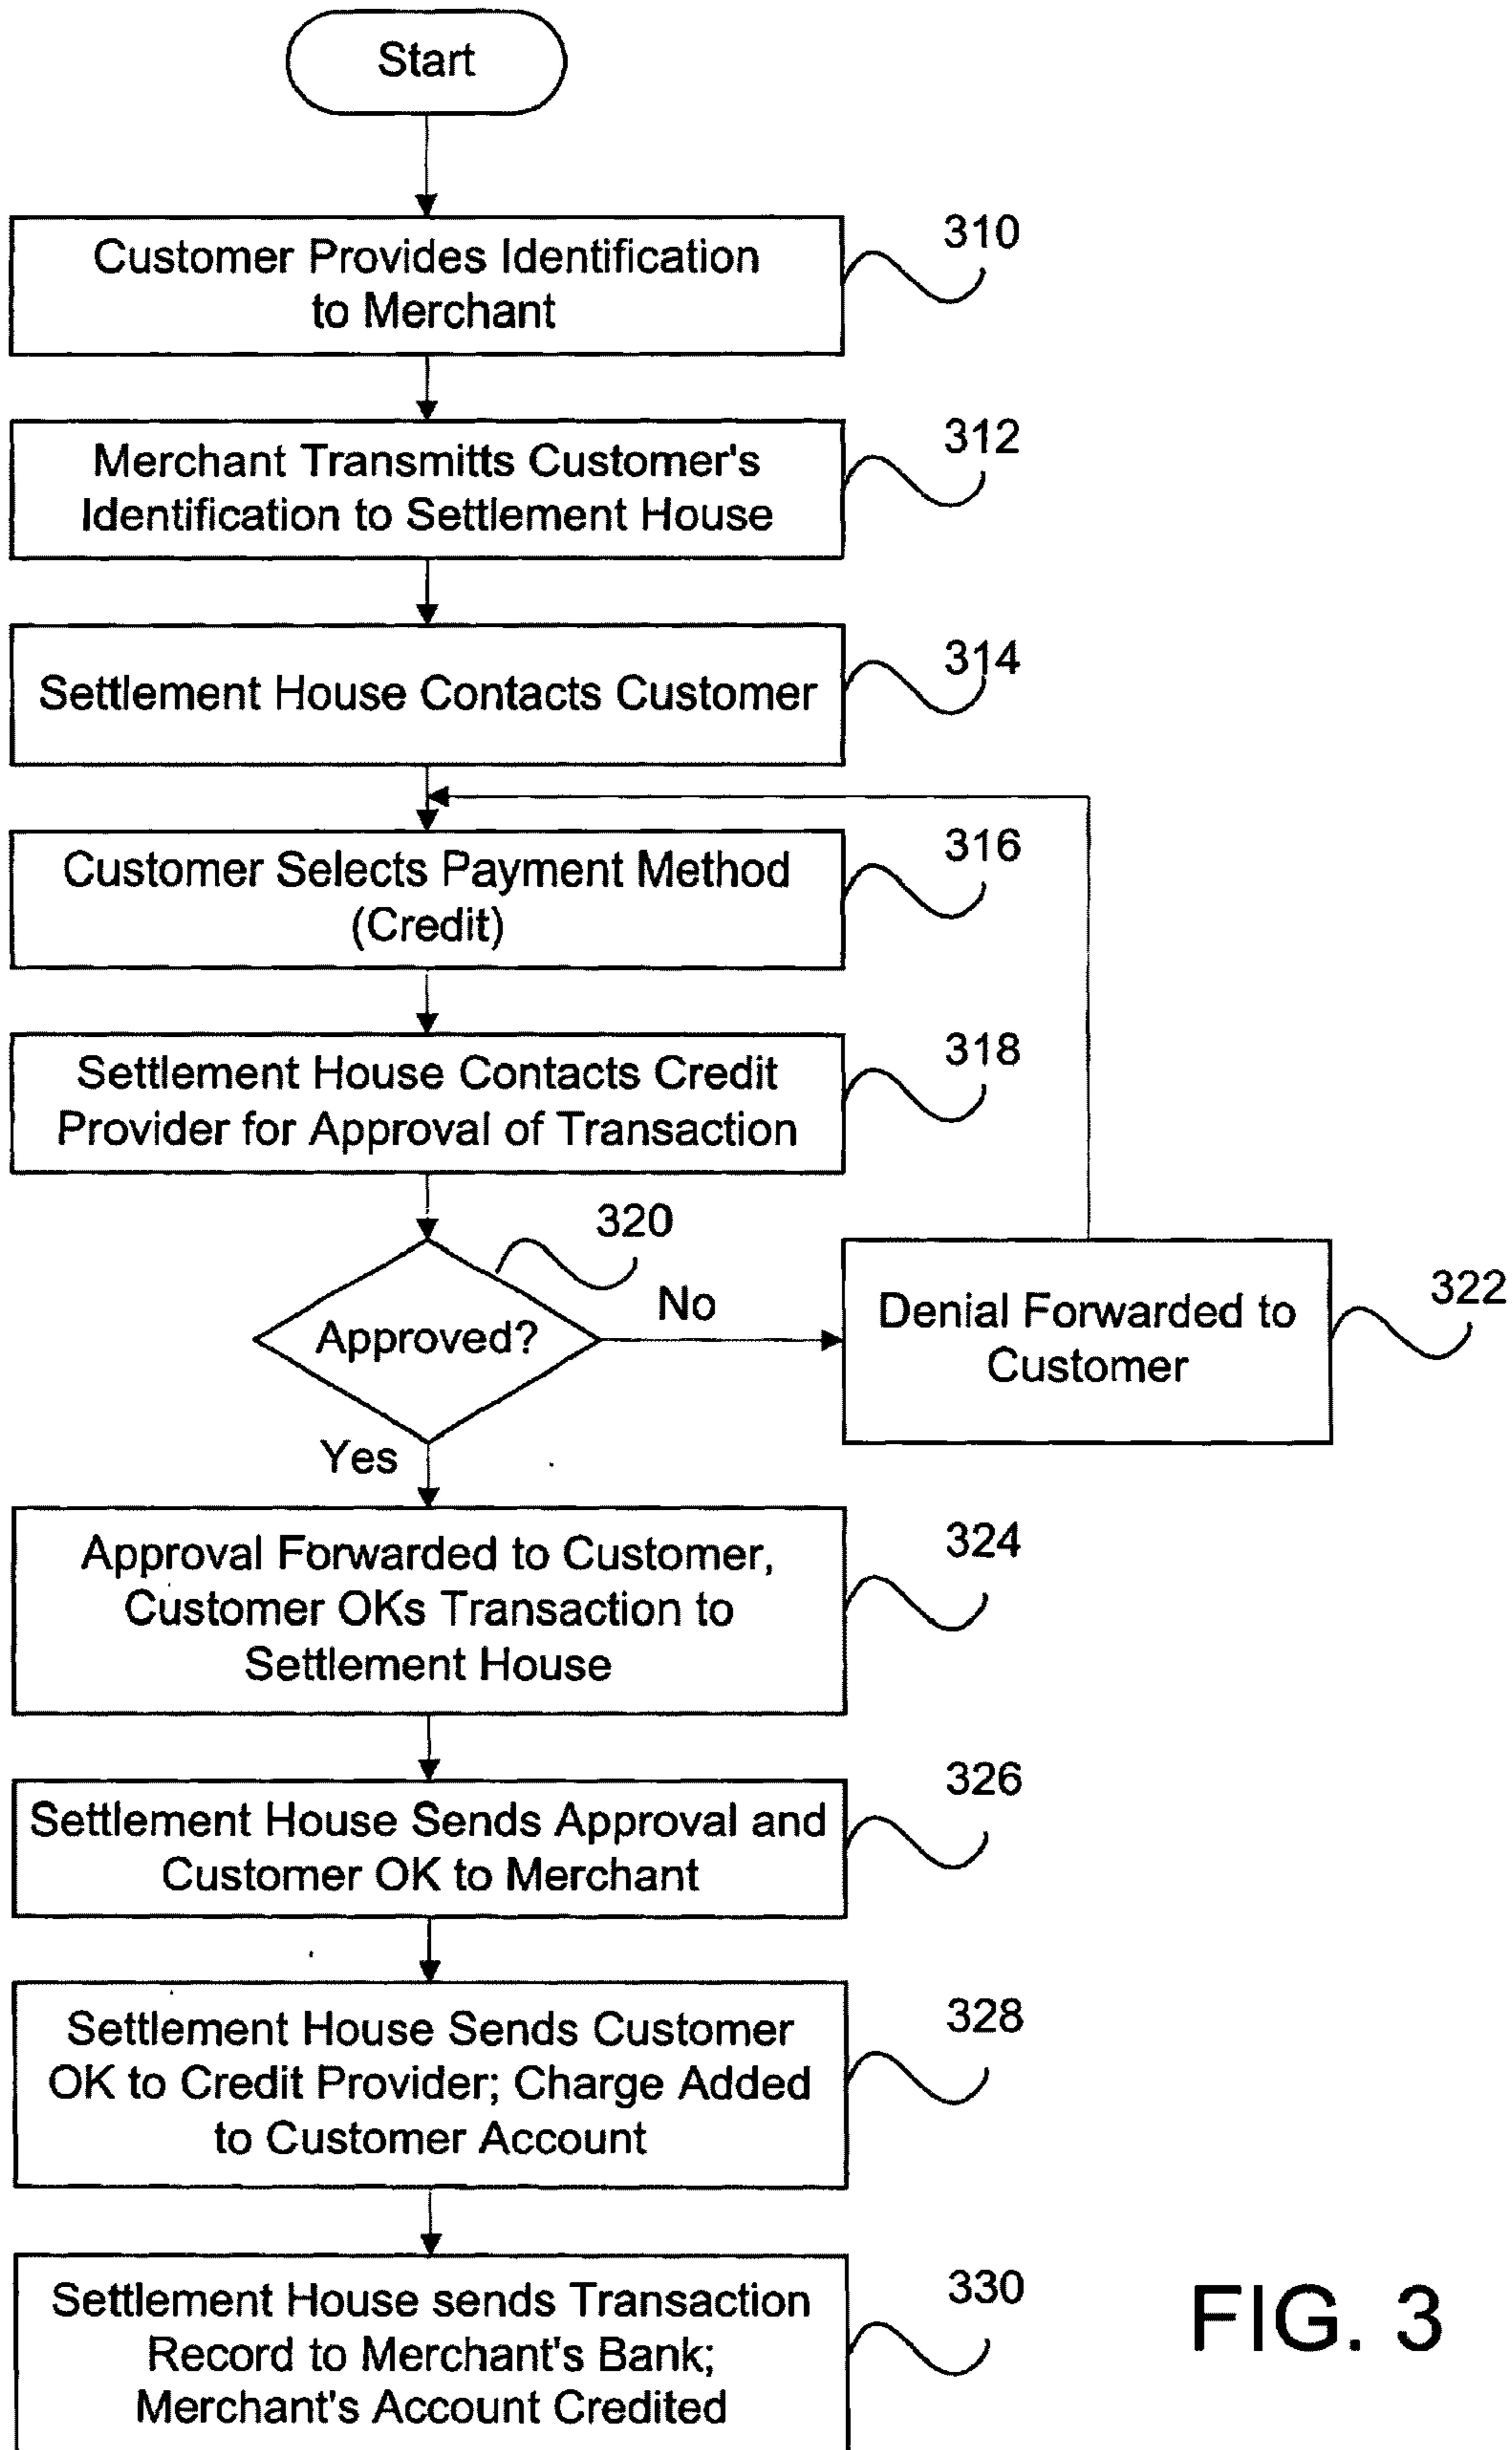 Start
310
Customer Provides Identification
to Merchant
312
Merchant Transmitts Customer's
Identification to Settlement House
314
Settlement House Contacts Customer
316
Customer Selects Payment Method
(Credit)
318
Settlement House Contacts Credit
Provider for Approval of Transaction
320
Approved?
No
322
Denial Forwarded to
Customer
Yes
324
Approval Forwarded to Customer,
Customer OKs Transaction to
Settlement House
326
Settlement House Sends Approval and
Customer OK to Merchant
328
Settlement House Sends Customer
OK to Credit Provider; Charge Added
to Customer Account
330
Settlement House sends Transaction
Record to Merchant's Bank;
Merchant's Account Credited
FIG. 3